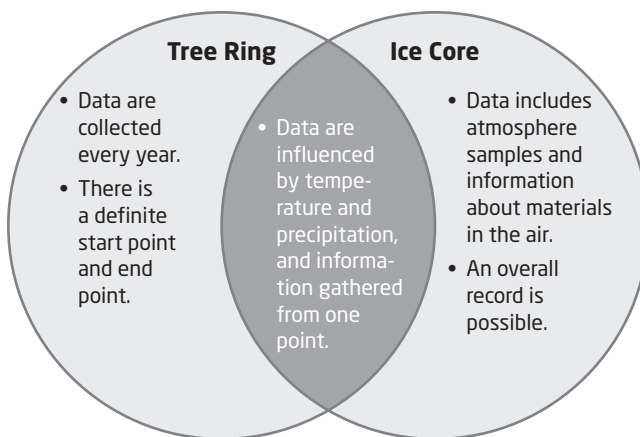 Tree Ring
• Data are
collected
every year.
• There is
a definite
start point
and end
point.
• Data are
influenced
by tempe-
rature and
precipitation,
and informa-
tion gathered
from one
point.
Ice Core
• Data includes
atmosphere
samples and
information
about materials
in the air.
• An overall
record is
possible.